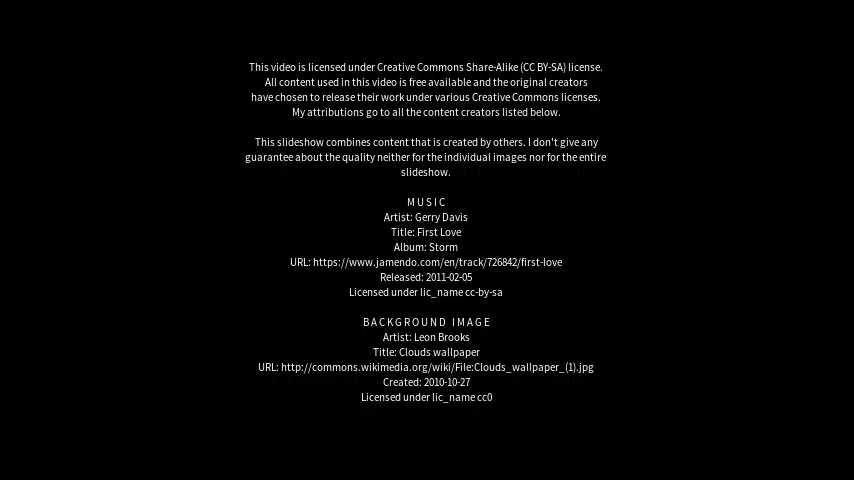 This video is licensed under Creative Commons Share-Alike (CC BY-SA) license.
All content used in this video is free available and the original creators
have chosen to release their work under various Creative Commons licenses.
My attributions go to all the content creators listed below.
This slideshow combines content that is created by others. I don't give any
guarantee about the quality neither for the individual images nor for the entire
slideshow.
MUSIC
Artist: Gerry Davis
Title: First Love
Album: Storm
URL: https://www.jamendo.com/en/track/726842/first-love
Released: 2011-02-05
Licensed under lic_name cc-by-sa
BACKGROUND IMAGE
Artist: Leon Brooks
Title: Clouds wallpaper
URL: http://commons.wikimedia.org/wiki/File:Clouds_wallpaper_(1).jpg
Created: 2010-10-27
Licensed under lic_name cc0